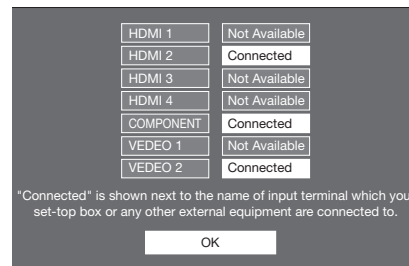 HDMI 1 Not Available
HDMI 2 Connected
HDMI 3 Not Available
HDMI 4 Not Available
COMPONENT Connected
VEDEO 1 Not Available
VEDEO 2 Connected
"Connected" is shown next to the name of input terminal which you
set-top box or any other external equipment are connected to.
OK